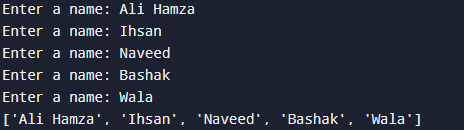 Enter a name: Ali Hamza
Enter a name: Ihsan
Enter a name: Naveed
Enter a name: Bashak
Enter a name: Wala
['Ali Hamza', 'Ihsan', 'Naveed', 'Bashak', 'Wala']